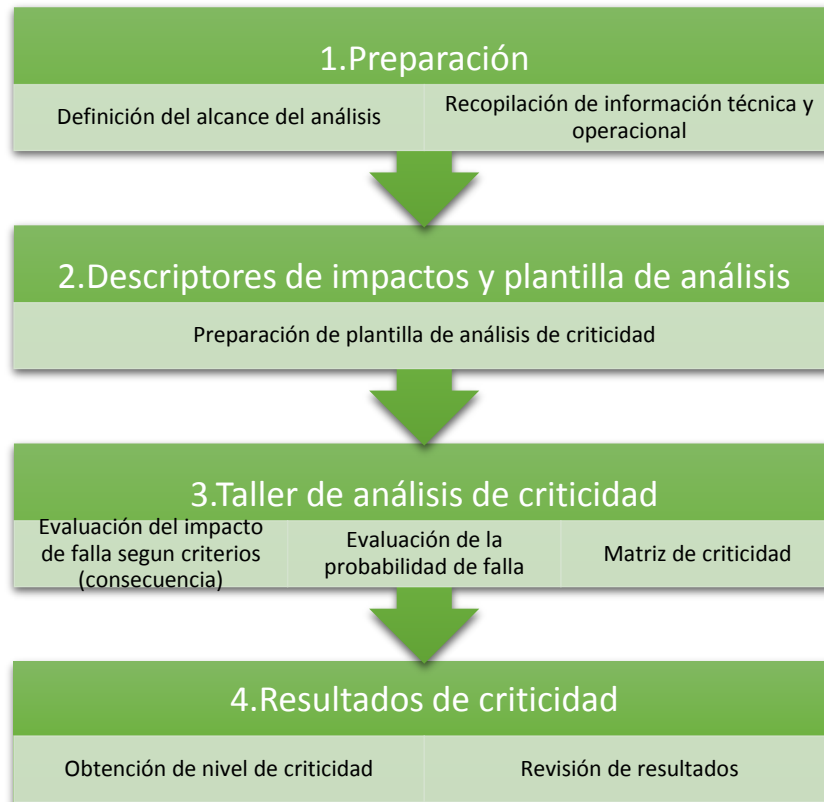 1.Preparación
Definición del alcance del análisis
Recopilación de información técnica y
operacional
2.Descriptores de impactos y plantilla de análisis
Preparación de plantilla de análisis de criticidad
3.Taller de análisis de criticidad
Evaluación del impacto
de falla segun criterios
(consecuencia)
Evaluación de la
probabilidad de falla
Matriz de criticidad
4.Resultados de criticidad
Obtención de nivel de criticidad
Revisión de resultados